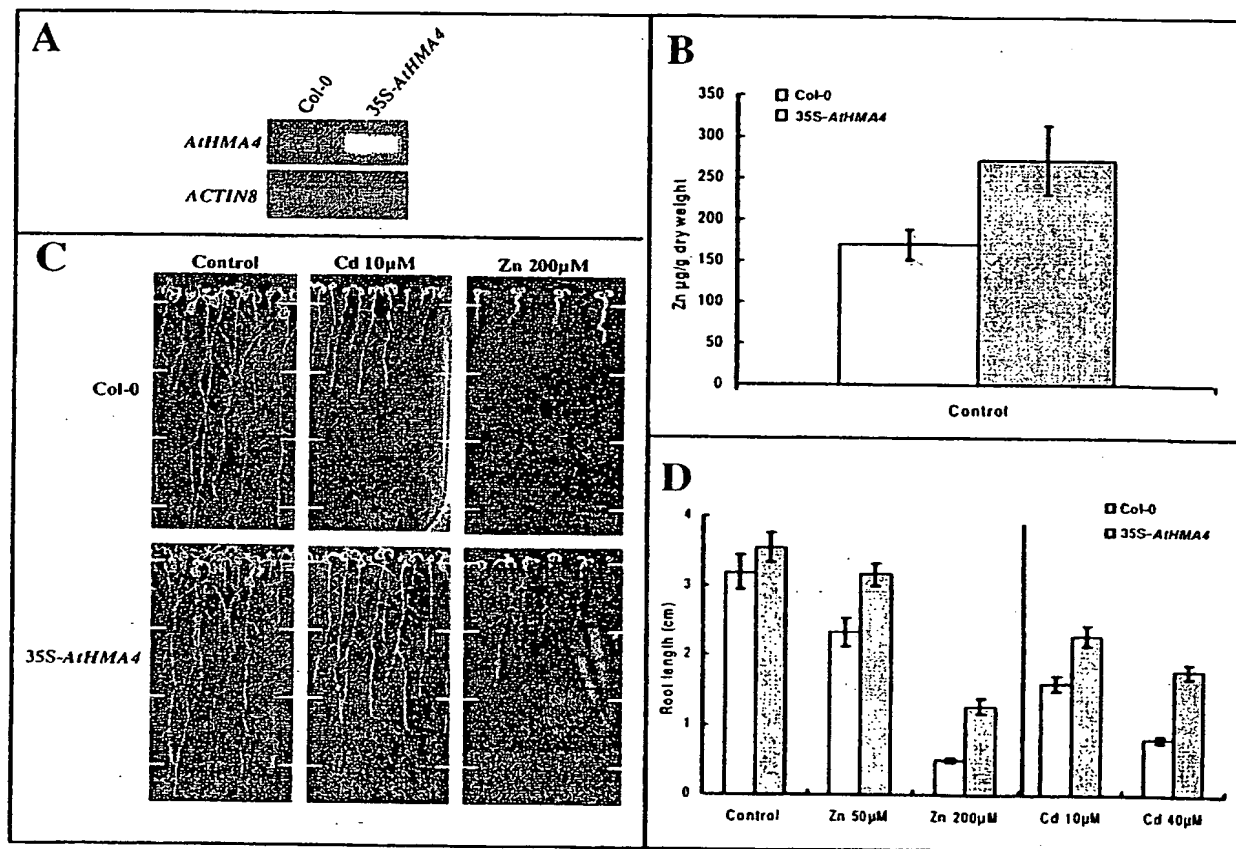 A
Col-0
35S-AtHMA4
AtHMA4
ACTIN8
B
Col-0
35S-AtHMA4
350
300
250
200
150
100
50
0
Zn µg/g dry weight
Control
C
Control
Cd 10µM
Zn 200µM
Col-0
35S-AtHMA4
D
Col-0
35S-AtHMA4
4
3
2
1
0
Root length (cm)
Control
Zn 50µM
Zn 200µM
Cd 10µM
Cd 40µM